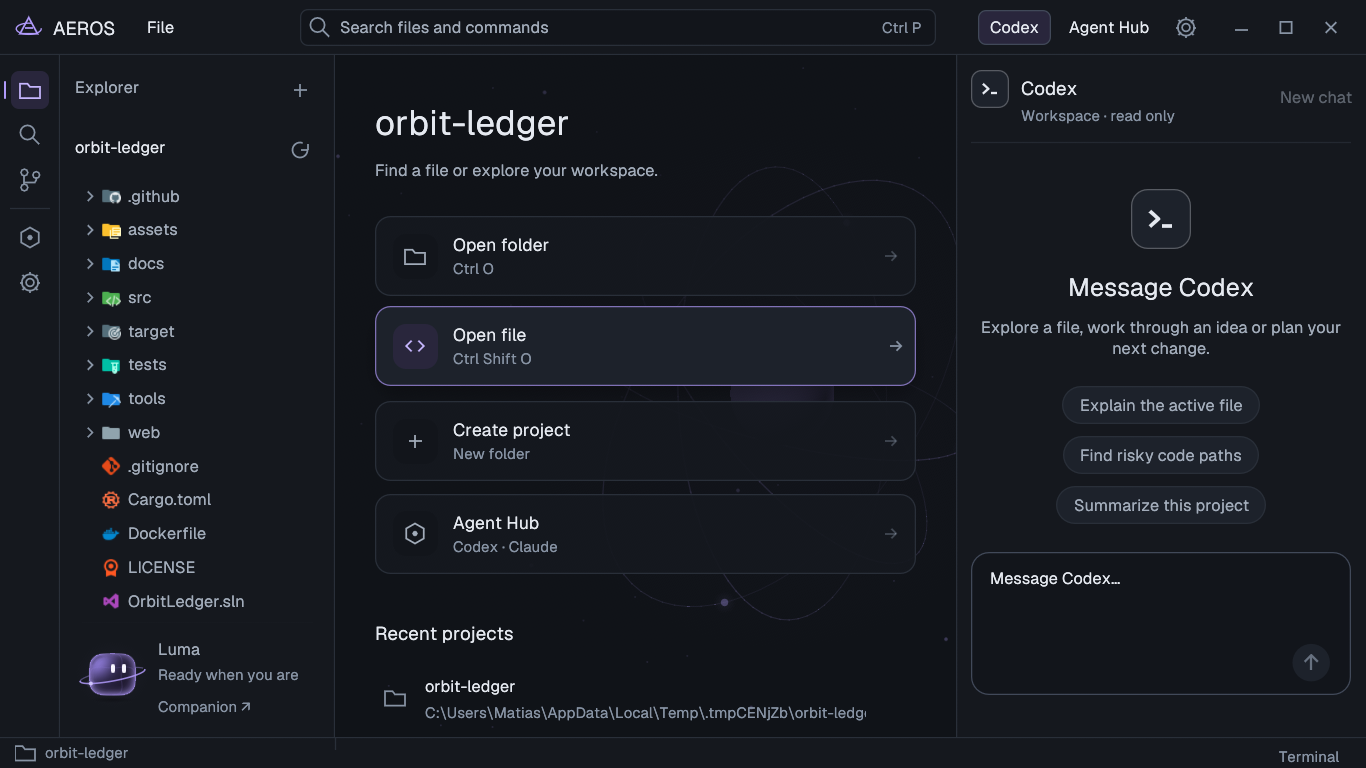 AEROS
File
Search files and commands
Ctrl P
Codex
Agent Hub
Explorer
orbit-ledger
.github
assets
docs
src
target
tests
tools
web
.gitignore
Cargo.toml
Dockerfile
LICENSE
OrbitLedger.sln
Luma
Ready when you are
Companion ↗
orbit-ledger
Find a file or explore your workspace.
Open folder
Ctrl O
Open file
Ctrl Shift O
Create project
New folder
Agent Hub
Codex · Claude
Recent projects
orbit-ledger
C:\Users\Matias\AppData\Local\Temp\.tmpCENjZb\orbit-ledg
Codex
Workspace · read only
New chat
Message Codex
Explore a file, work through an idea or plan your
next change.
Explain the active file
Find risky code paths
Summarize this project
Message Codex...
orbit-ledger
Terminal